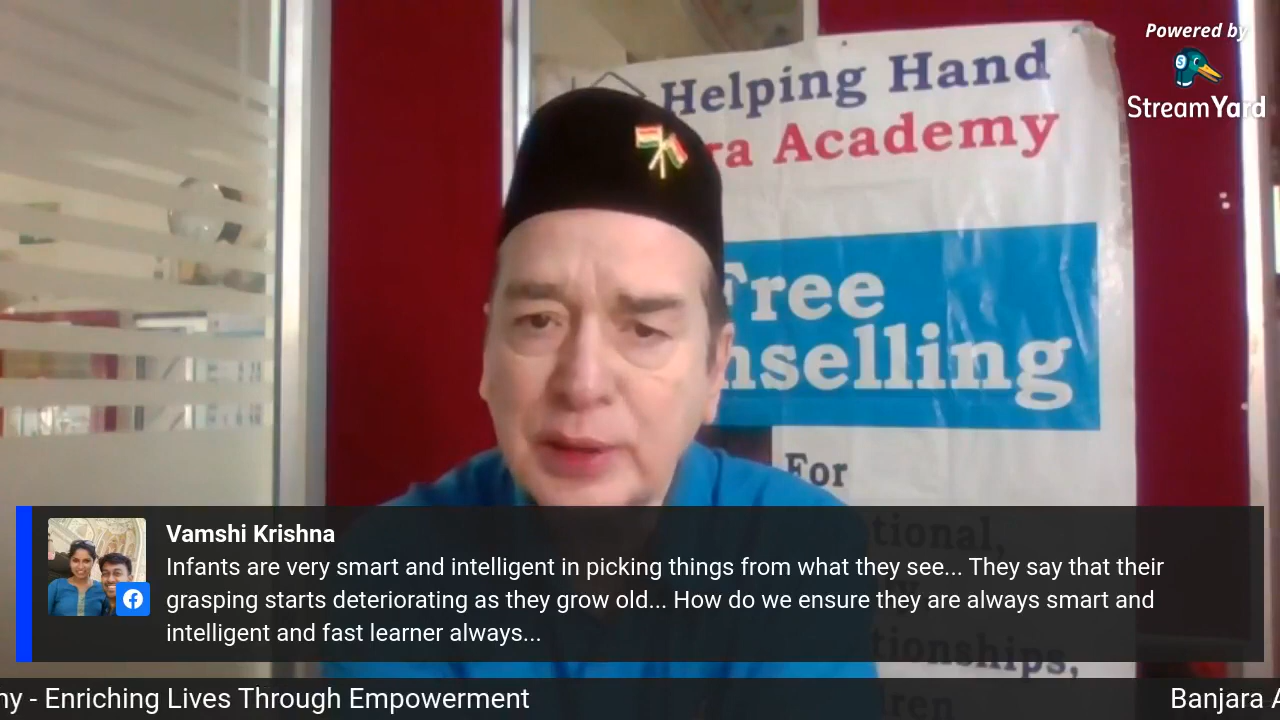 Powered by
StreamYard
Helping Hand
Academy
Free
nselling
For
tional,
tionships,
ren
Vamshi Krishna
Infants are very smart and intelligent in picking things from what they see... They say that their
grasping starts deteriorating as they grow old... How do we ensure they are always smart and
intelligent and fast learner always...
ny - Enriching Lives Through Empowerment
Banjara A